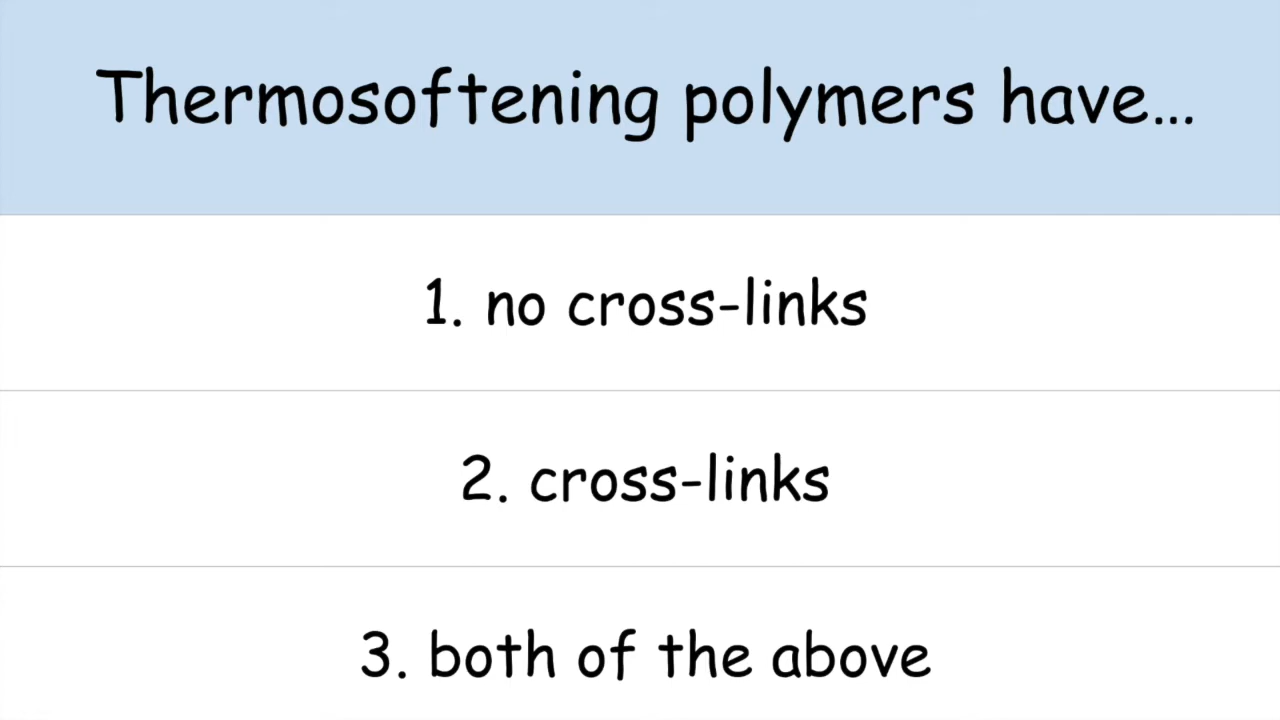 Thermosoftening polymers have...
1. no cross-links
2. cross-links
3. both of the above